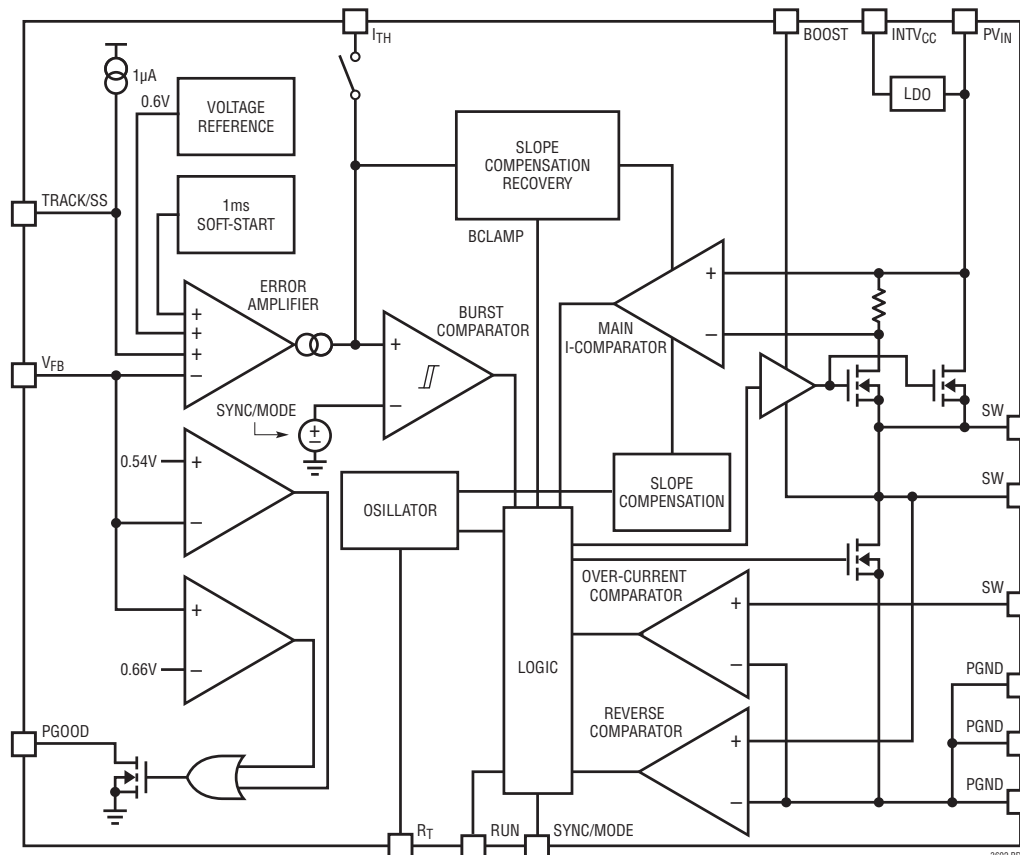 ITH
BOOST
INTVCC
PVIN
1µA
0.6V
VOLTAGE
REFERENCE
LDO
SLOPE
COMPENSATION
RECOVERY
TRACK/SS
1ms
SOFT-START
BCLAMP
ERROR
AMPLIFIER
+
+
+
–
BURST
COMPARATOR
+
–
MAIN
I-COMPARATOR
+
–
VFB
SYNC/MODE
+
–
SW
0.54V
+
–
OSILLATOR
SLOPE
COMPENSATION
SW
OVER-CURRENT
COMPARATOR
+
–
SW
0.66V
+
–
LOGIC
PGND
REVERSE
COMPARATOR
+
–
PGND
PGOOD
PGND
RT
RUN
SYNC/MODE